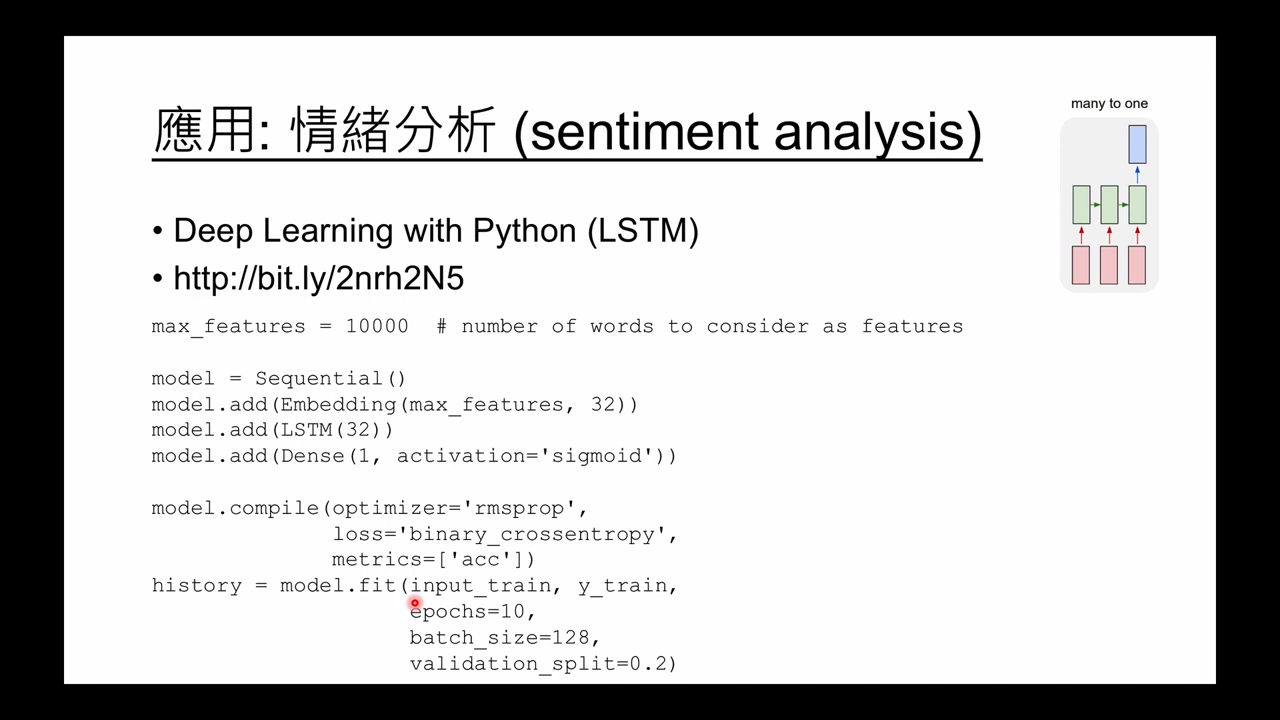 應用: 情緒分析 (sentiment analysis)
many to one
• Deep Learning with Python (LSTM)
• http://bit.ly/2nrh2N5
max_features = 10000  # number of words to consider as features
model = Sequential()
model.add(Embedding(max_features, 32))
model.add(LSTM(32))
model.add(Dense(1, activation='sigmoid'))
model.compile(optimizer='rmsprop',
              loss='binary_crossentropy',
              metrics=['acc'])
history = model.fit(input_train, y_train,
                    epochs=10,
                    batch_size=128,
                    validation_split=0.2)